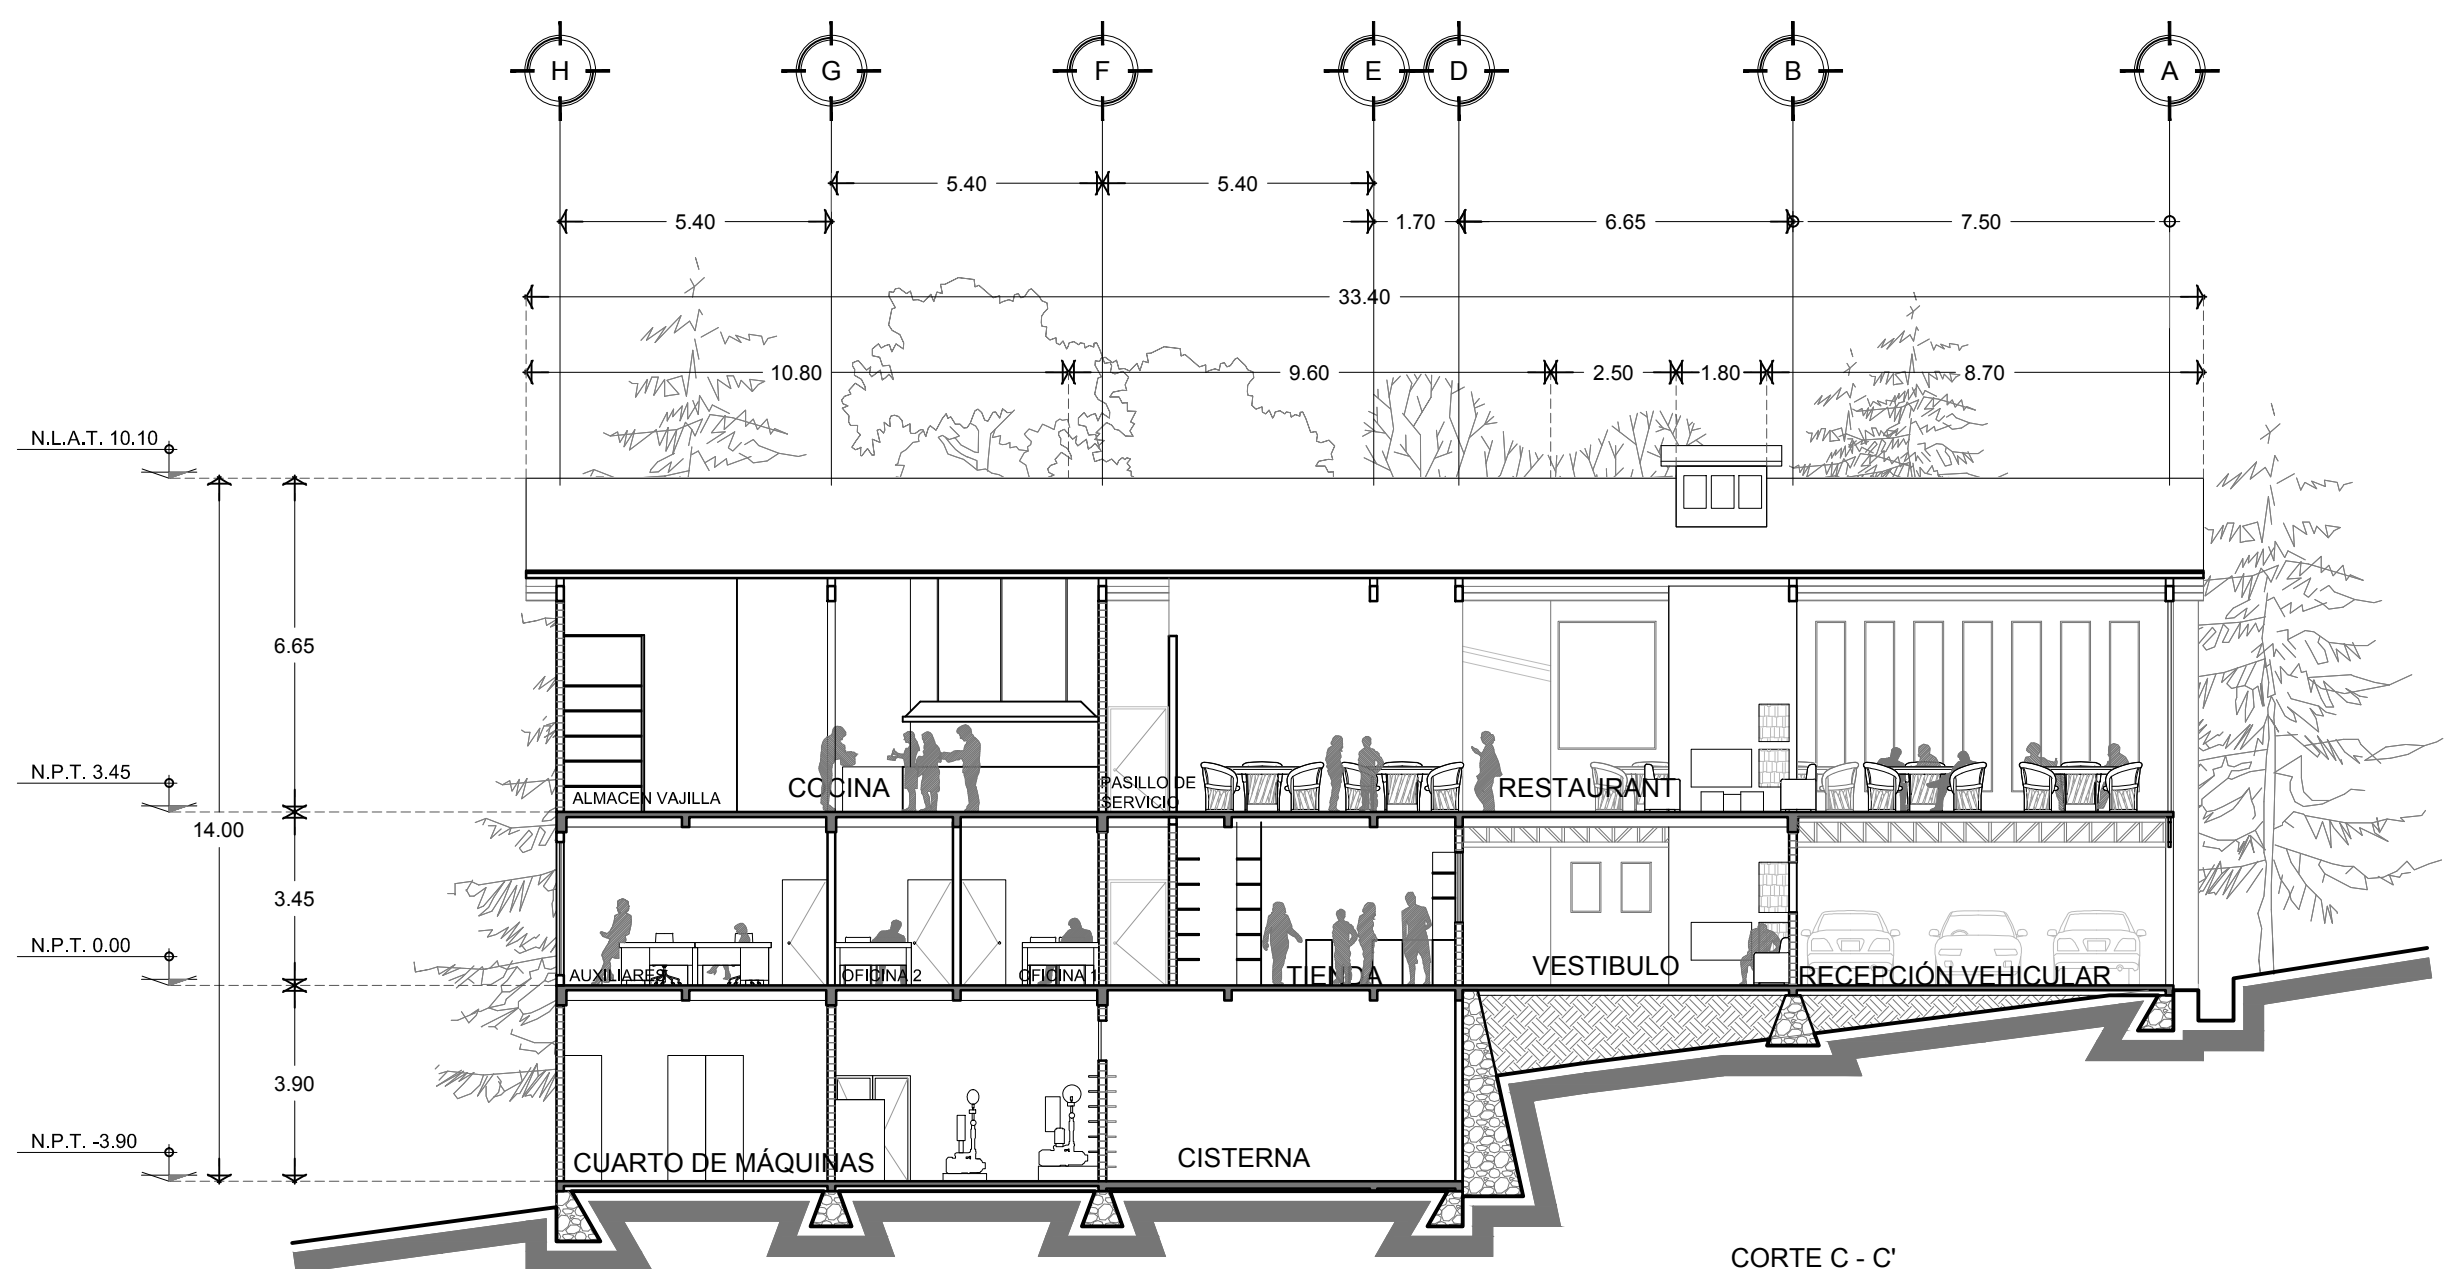 H G F E D B A
5.40 5.40
5.40 1.70 6.65 7.50
33.40
10.80 9.60 2.50 1.80 8.70
N.L.A.T. 10.10
6.65
N.P.T. 3.45
ALMACEN VAJILLA
COCINA
PASILLO DE
SERVICIO
RESTAURANT
14.00
3.45
N.P.T. 0.00
AUXILIARES
OFICINA 2
OFICINA 1
TIENDA
VESTIBULO
RECEPCIÓN VEHICULAR
3.90
N.P.T. -3.90
CUARTO DE MÁQUINAS
CISTERNA
CORTE C - C'